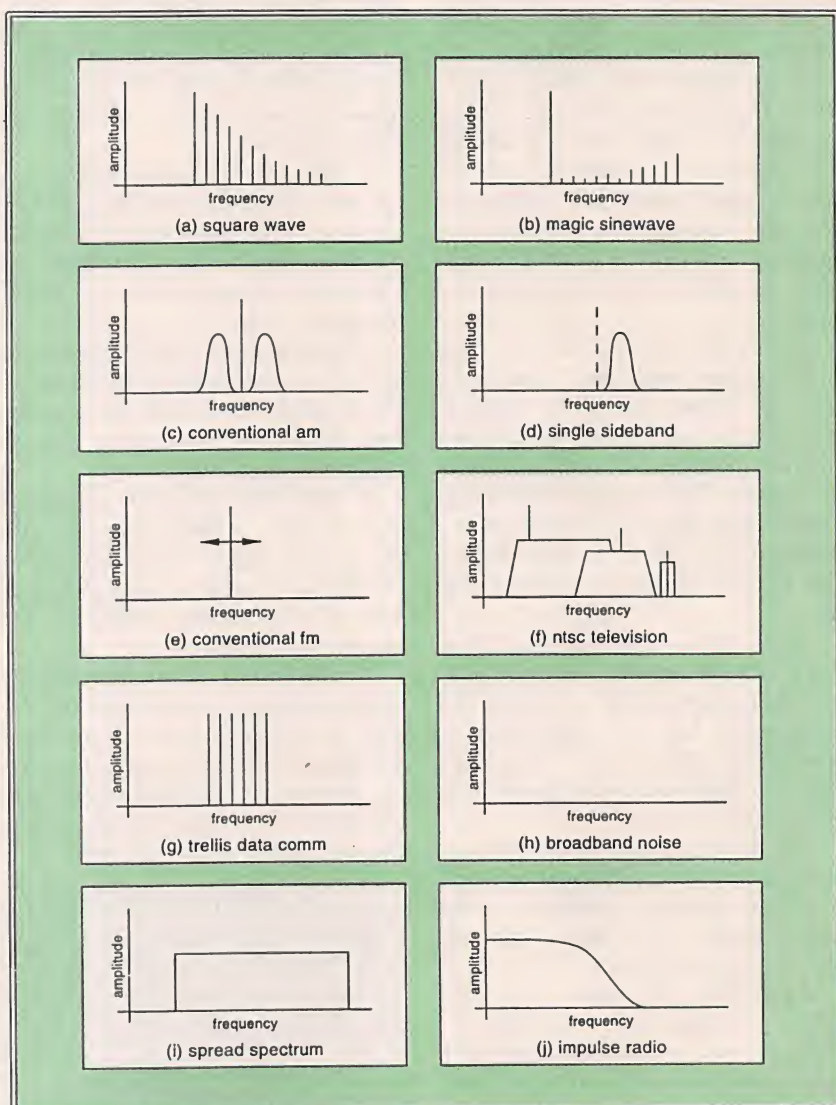 amplitude
frequency
(a) square wave
amplitude
frequency
(b) magic sinewave
amplitude
frequency
(c) conventional am
amplitude
frequency
(d) single sideband
amplitude
frequency
(e) conventional fm
amplitude
frequency
(f) ntsc television
amplitude
frequency
(g) trellis data comm
amplitude
frequency
(h) broadband noise
amplitude
frequency
(i) spread spectrum
amplitude
frequency
(j) impulse radio